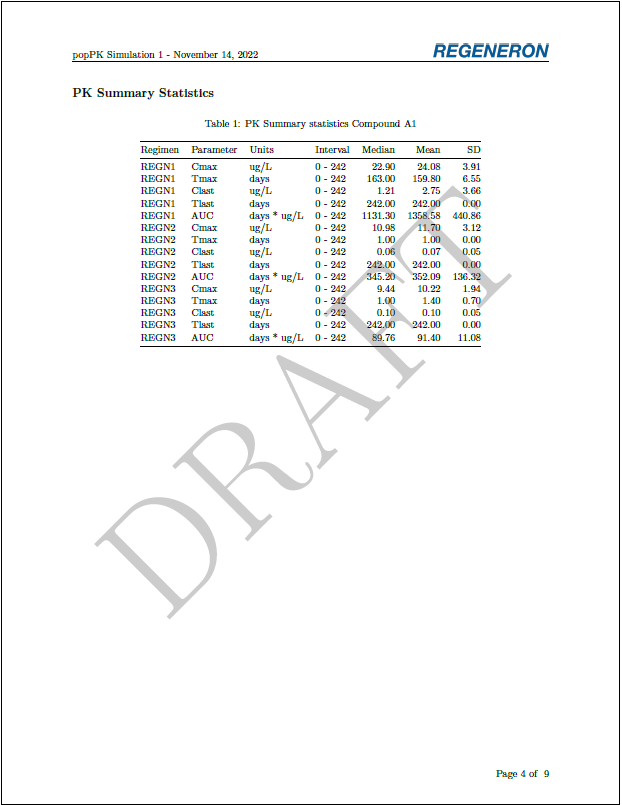 popPK Simulation 1 - November 14, 2022 REGENERON
PK Summary Statistics
Table 1: PK Summary statistics Compound A1
Regimen Parameter Units Interval Median Mean SD
REGN1 Cmax ug/L 0 - 242 22.90 24.08 3.91
REGN1 Tmax days 0 - 242 163.00 159.80 6.55
REGN1 Clast ug/L 0 - 242 1.21 2.75 3.66
REGN1 Tlast days 0 - 242 242.00 242.00 0.00
REGN1 AUC days * ug/L 0 - 242 1131.30 1358.58 440.86
REGN2 Cmax ug/L 0 - 242 10.98 11.70 3.12
REGN2 Tmax days 0 - 242 1.00 1.00 0.00
REGN2 Clast ug/L 0 - 242 0.06 0.07 0.05
REGN2 Tlast days 0 - 242 242.00 242.00 0.00
REGN2 AUC days * ug/L 0 - 242 345.20 352.09 136.32
REGN3 Cmax ug/L 0 - 242 9.44 10.22 1.94
REGN3 Tmax days 0 - 242 1.00 1.40 0.70
REGN3 Clast ug/L 0 - 242 0.10 0.10 0.05
REGN3 Tlast days 0 - 242 242.00 242.00 0.00
REGN3 AUC days * ug/L 0 - 242 89.76 91.40 11.08
DRAFT
Page 4 of 9